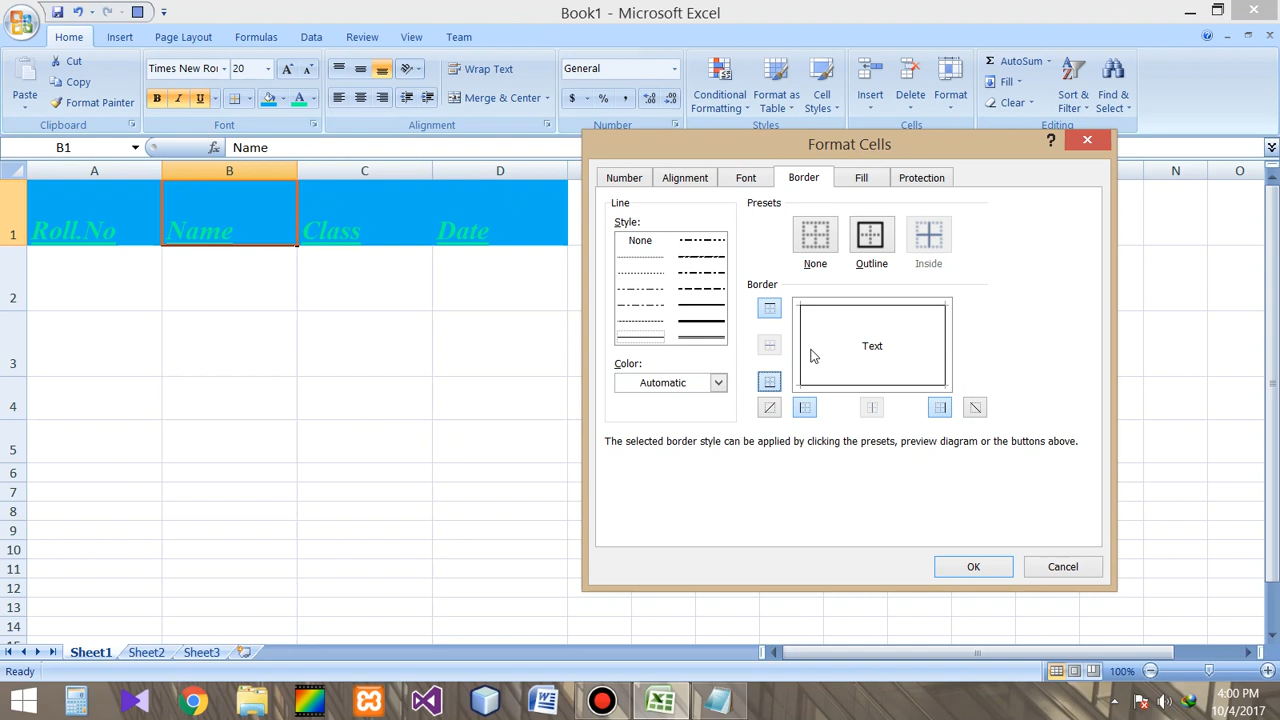 Book1 - Microsoft Excel
Home Insert Page Layout Formulas Data Review View Team
Paste
Cut
Copy
Format Painter
Clipboard
Times New Ro 20
B I U
Font
Wrap Text
Merge & Center
Alignment
General
$ % ,
Number
Conditional Formatting
Format as Table
Cell Styles
Styles
Insert
Delete
Format
Cells
AutoSum
Fill
Clear
Sort & Filter
Find & Select
Editing
B1 fx Name
A B C D N O
1 Roll.No Name Class Date
2
3
4
5
6
7
8
9
10
11
12
13
14
Format Cells
?
Number Alignment Font Border Fill Protection
Line
Style:
None
Color:
Automatic
Presets
None Outline Inside
Border
Text
The selected border style can be applied by clicking the presets, preview diagram or the buttons above.
OK Cancel
Sheet1 Sheet2 Sheet3
Ready
100%
4:00 PM
10/4/2017